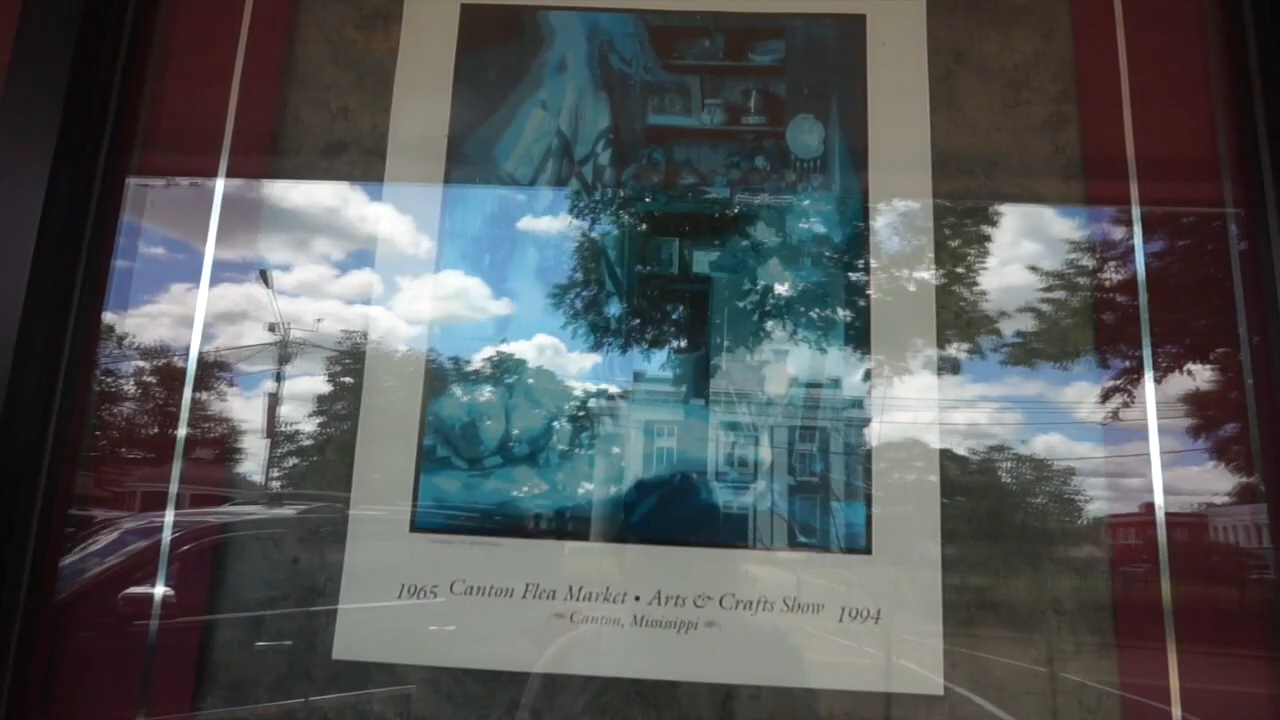 1965 Canton Flea Market • Arts & Crafts Show 1994
Canton, Mississippi